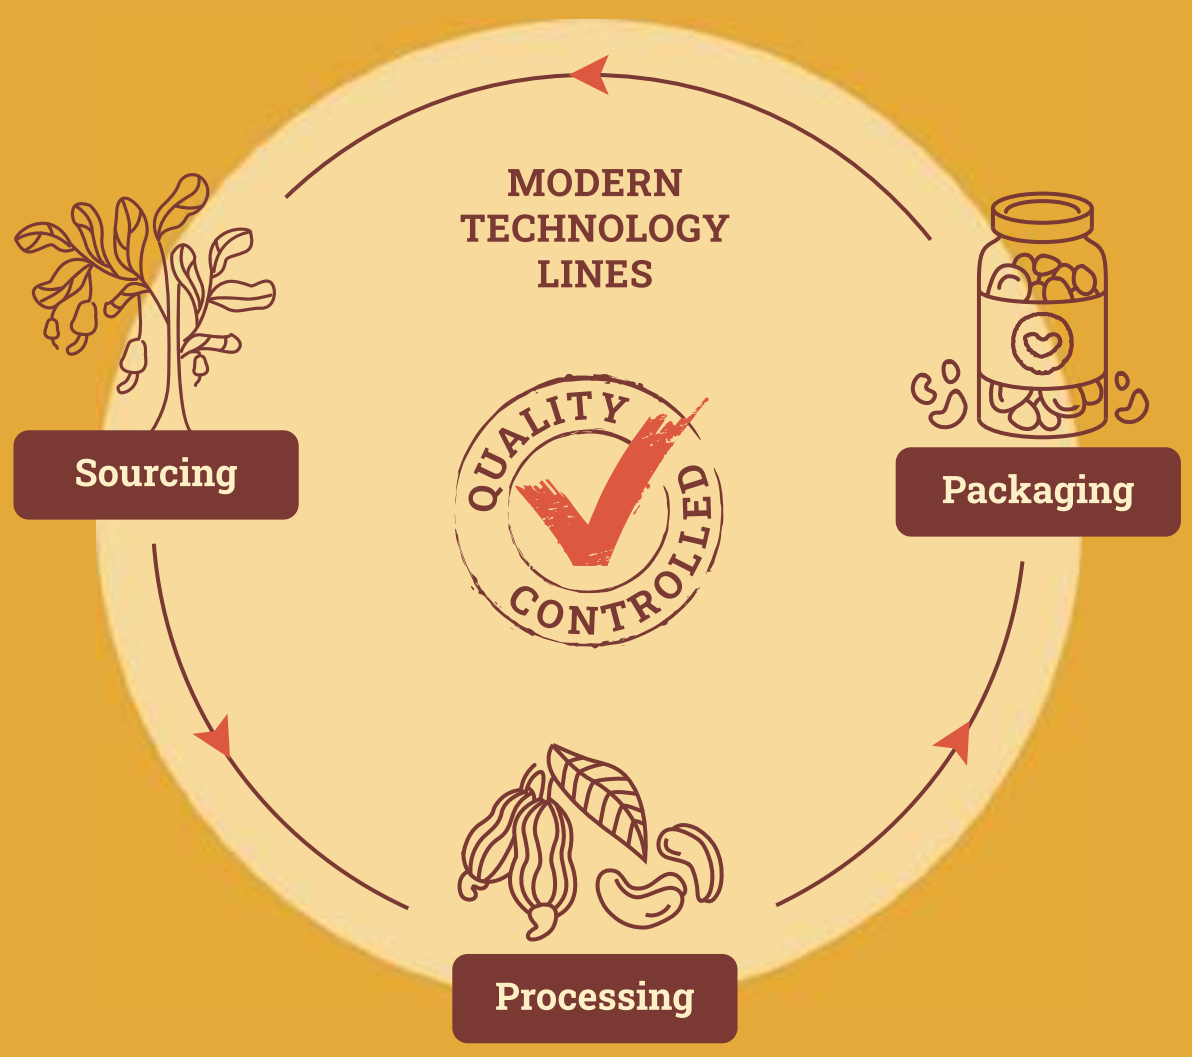 MODERN
TECHNOLOGY
LINES
QUALITY
CONTROLLED
Sourcing
Packaging
Processing